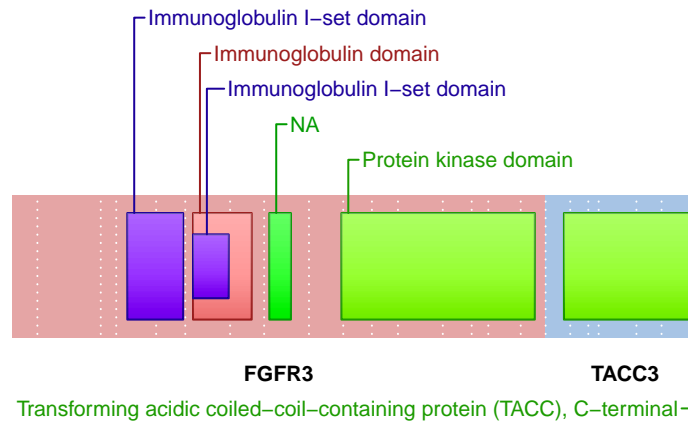 Immunoglobulin I−set domain
Immunoglobulin domain
Immunoglobulin I−set domain
NA
Protein kinase domain
FGFR3 TACC3
Transforming acidic coiled−coil−containing protein (TACC), C−terminal